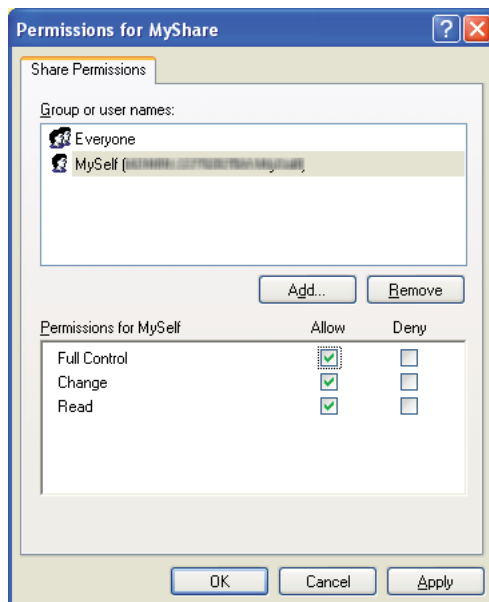 Permissions for MyShare
Share Permissions
Group or user names:
Everyone
MySelf (
Add... Remove
Permissions for MySelf Allow Deny
Full Control
Change
Read
OK Cancel Apply